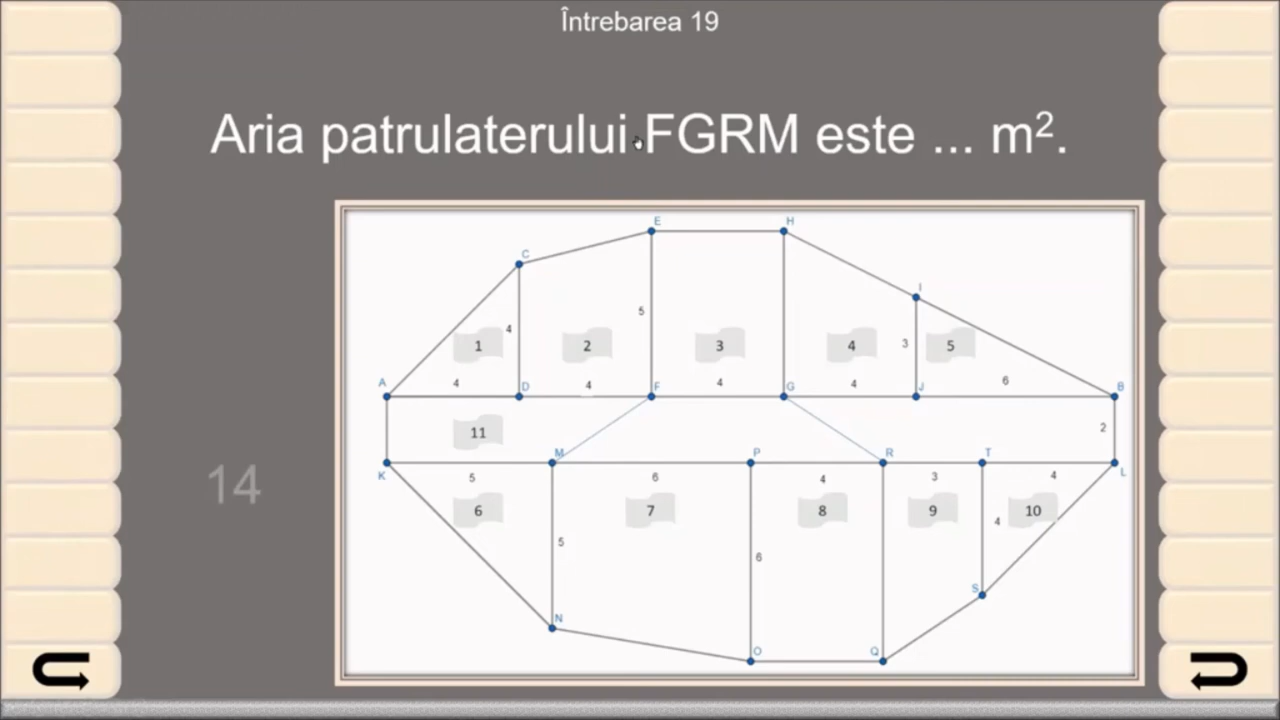 Întrebarea 19
Aria patrulaterului FGRM este ... m².
E H
C
I
5
4
1 2 3 4 3 5
A 4 D 4 F 4 G 4 J 6 B
11 2
M P R T
K 5 6 4 3 4 L
14
6 7 8 9 10
4
5
6
S
N
O Q